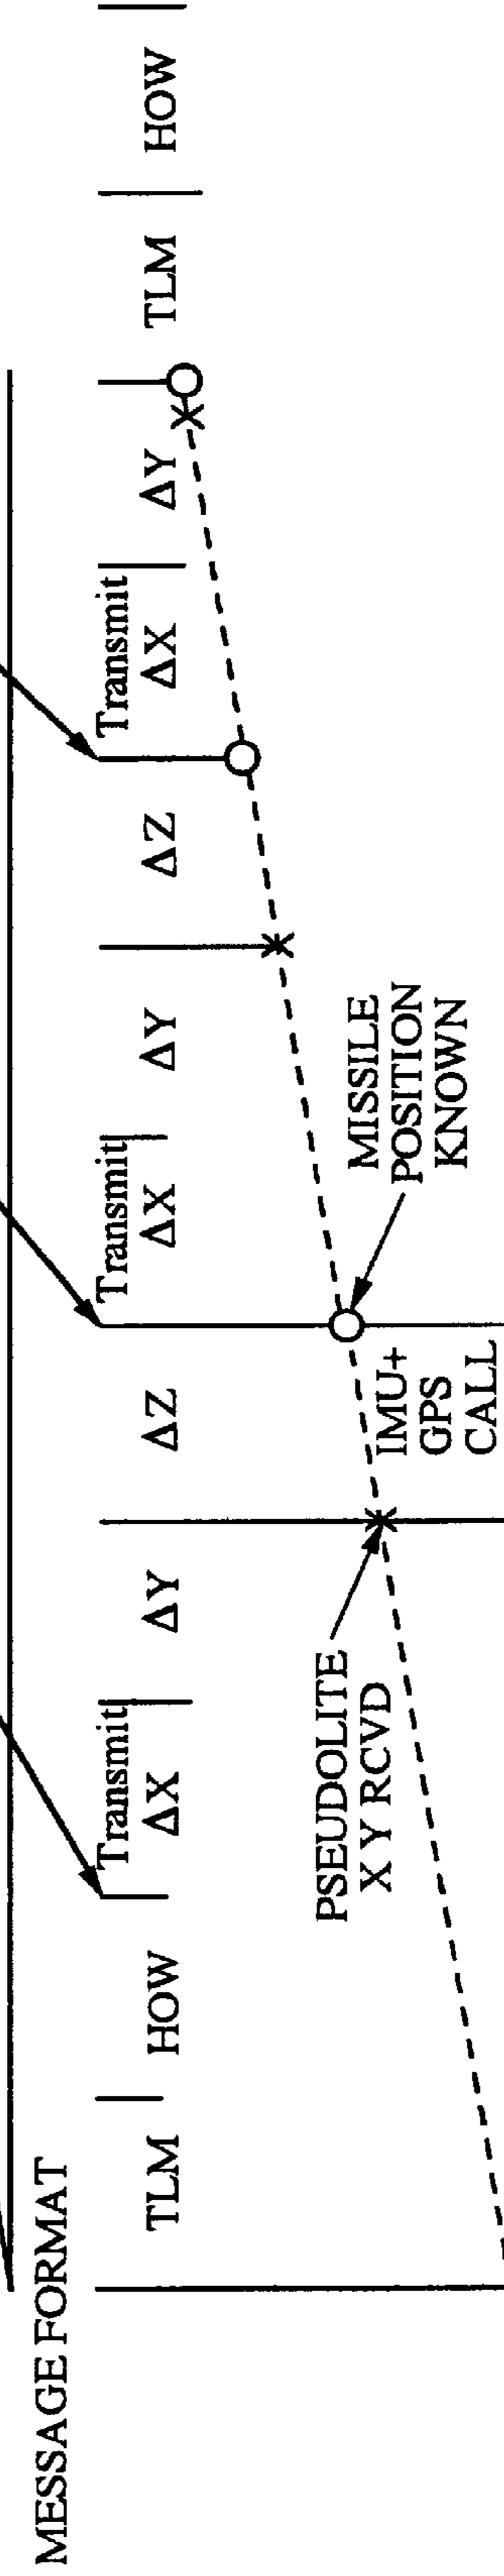 MESSAGE FORMAT
TLM
HOW
Transmit
ΔX
ΔY
ΔZ
Transmit
ΔX
ΔY
ΔZ
Transmit
ΔX
ΔY
TLM
HOW
PSEUDOLITE
X Y RCVD
IMU+
GPS
CALL
MISSILE
POSITION
KNOWN